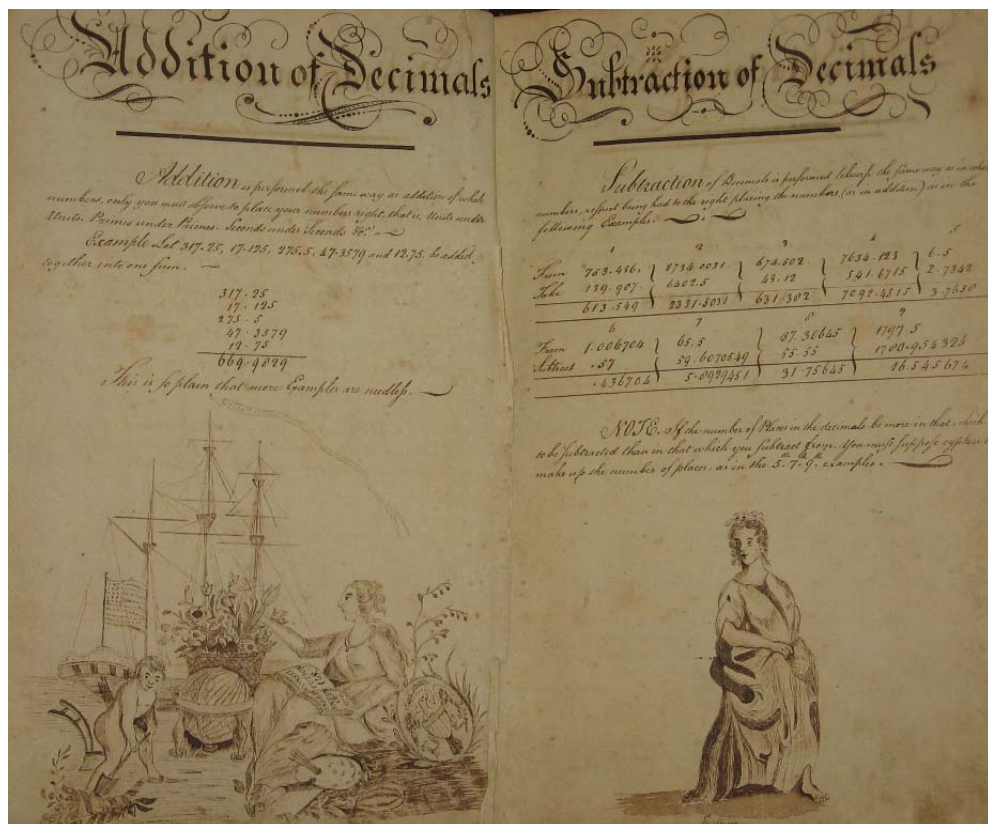 Addition of Decimals
Addition is performed the same way as addition of whole
numbers, only you must observe to place your numbers right, that is, Units under
Units, Primes under Primes, Seconds under Seconds &c.
Example Let 317.25, 17.125, 275.5, 47.3579 and 12.75. be added
together into one sum.
317.25
17.125
275.5
47.3579
12.75
669.9829
This is so plain that more Examples are needless.
Subtraction of Decimals
Subtraction of Decimals is performed likewise the same way as in whole
numbers, respect being had to the right placing the numbers (as in addition) as in the
following Examples.
1 2 3 4 5
From 753.456 8734.0031 674.502 7634.123 6.5
Take 139.907 6402.5 43.12 541.6715 2.7342
613.549 2331.5031 631.382 7092.4515 3.7658
6 7 8 9
From 1.006704 65.5 87.30645 1797.5
Subtract .57 59.6070549 55.55 1780.954326
.436704 5.8929451 31.75645 16.545674
NOTE. If the number of Places in the decimals be more in that which
to be Subtracted than in that which you subtract from. You must suppose cyphers
make up the number of places, as in the 5.th 7.th 9.th examples.